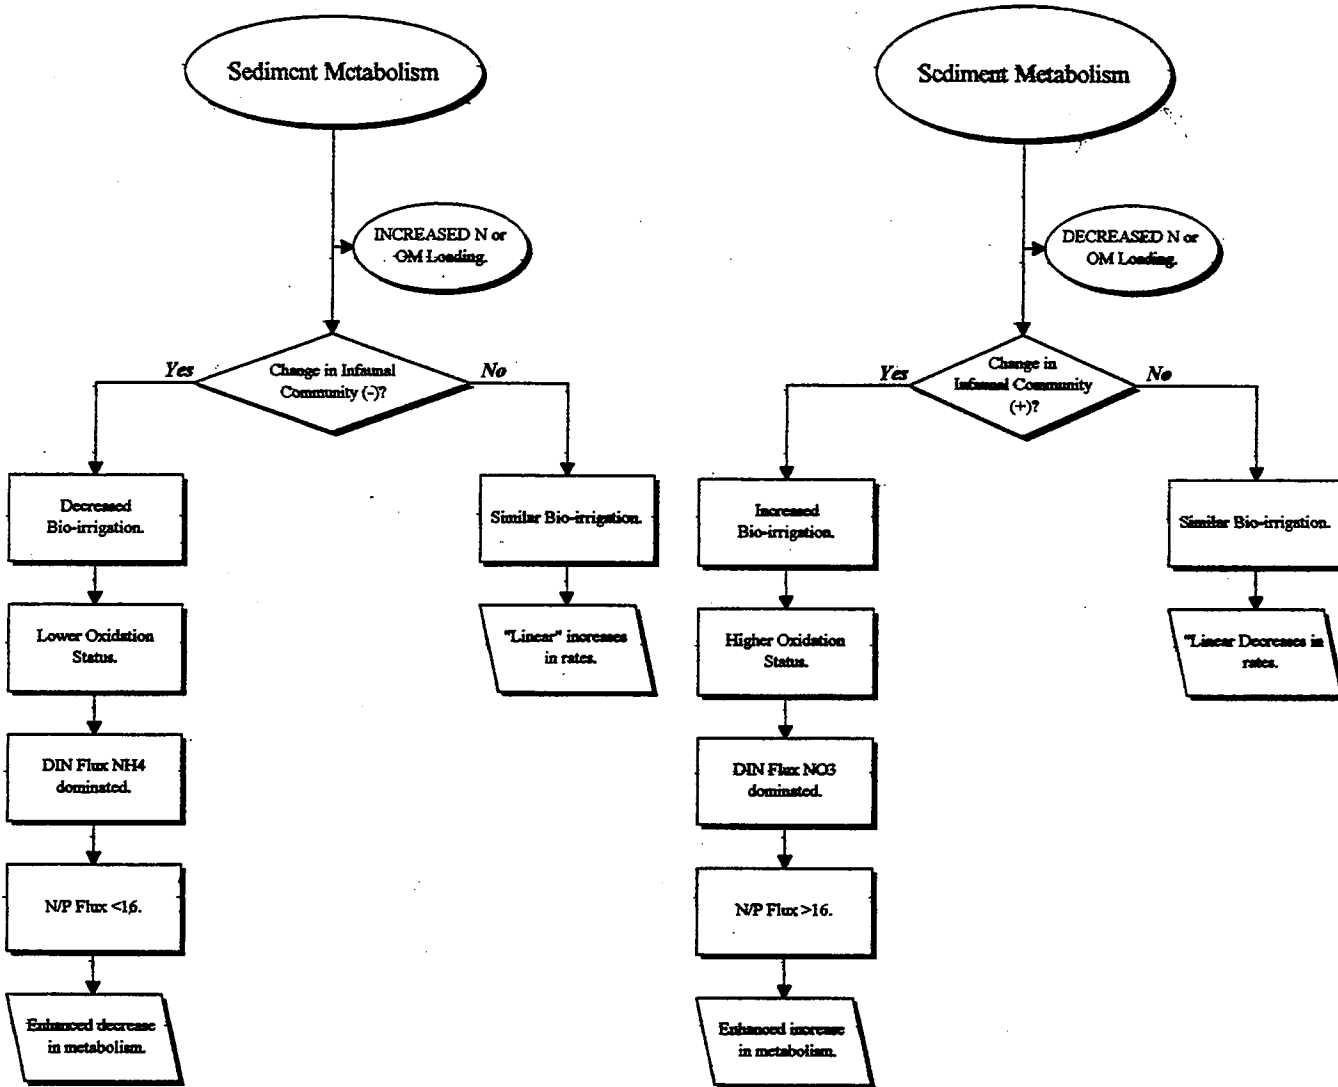 Sediment Metabolism
INCREASED N or
OM Loading.
Change in Infaunal
Community (-)?
Yes
No
Decreased
Bio-irrigation.
Similar Bio-irrigation.
Lower Oxidation
Status.
"Linear" increases
in rates.
DIN Flux NH4
dominated.
N/P Flux <16.
Enhanced decrease
in metabolism.
Sediment Metabolism
DECREASED N or
OM Loading.
Change in
Infaunal Community
(+)?
Yes
No
Increased
Bio-irrigation.
Similar Bio-irrigation.
Higher Oxidation
Status.
"Linear Decreases in
rates.
DIN Flux NO3
dominated.
N/P Flux >16.
Enhanced increase
in metabolism.